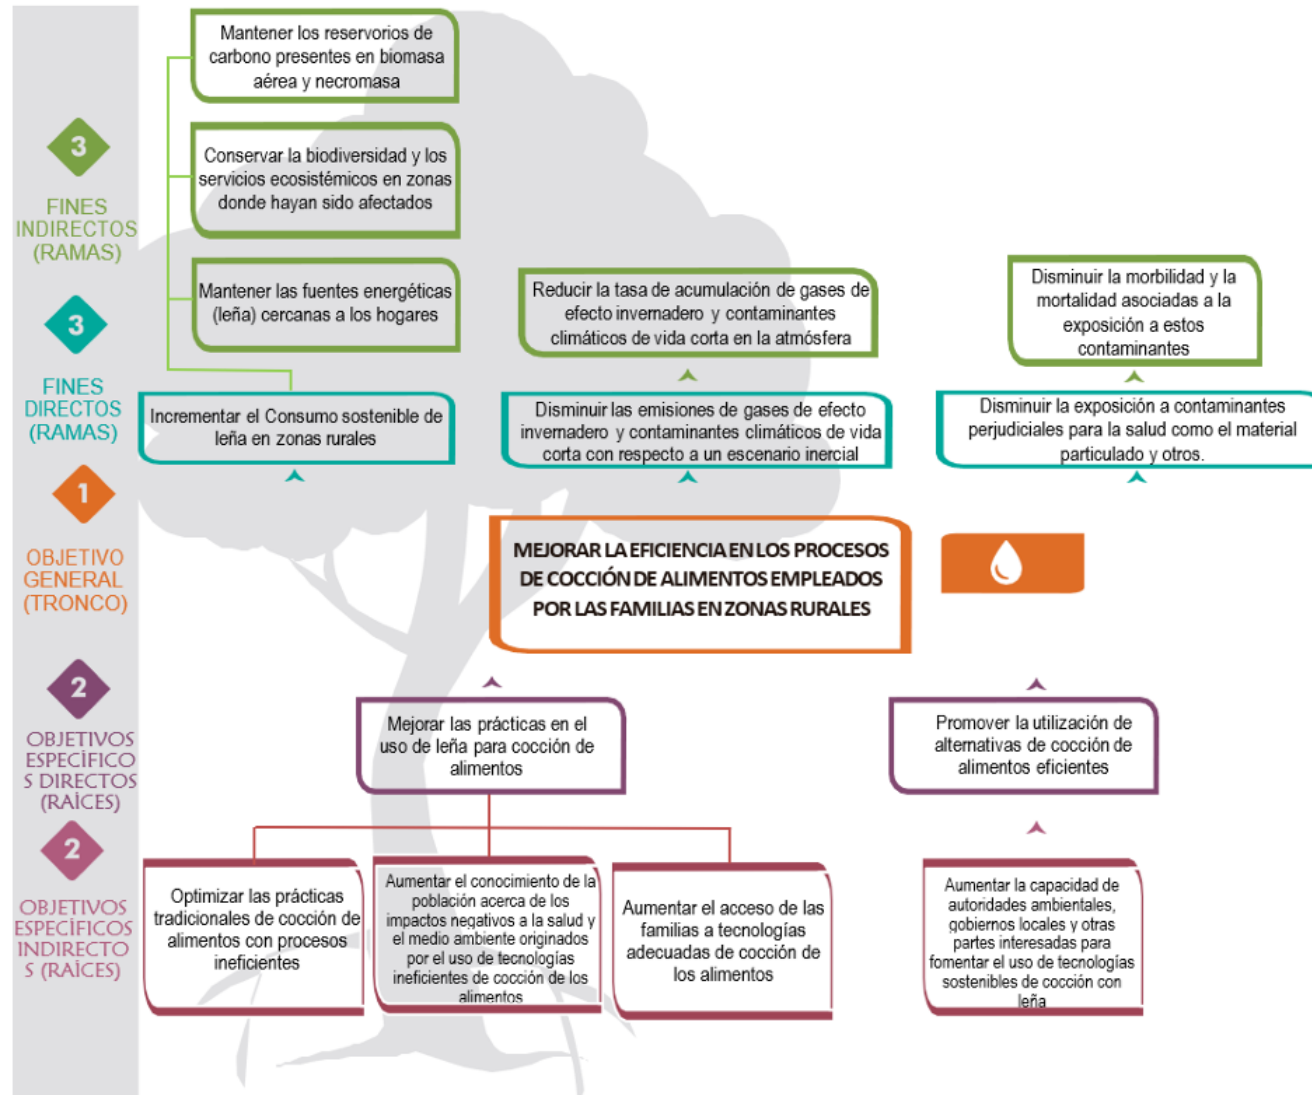 Mantener los reservorios de
carbono presentes en biomasa
aérea y necromasa
3
FINES
INDIRECTOS
(RAMAS)
Conservar la biodiversidad y los
servicios ecosistémicos en zonas
donde hayan sido afectados
Mantener las fuentes energéticas
(leña) cercanas a los hogares
Reducir la tasa de acumulación de gases de
efecto invernadero y contaminantes
climáticos de vida corta en la atmósfera
Disminuir la morbilidad y la
mortalidad asociadas a la
exposición a estos
contaminantes
3
FINES
DIRECTOS
(RAMAS)
Incrementar el Consumo sostenible de
leña en zonas rurales
Disminuir las emisiones de gases de efecto
invernadero y contaminantes climáticos de vida
corta con respecto a un escenario inercial
Disminuir la exposición a contaminantes
perjudiciales para la salud como el material
particulado y otros.
1
OBJETIVO
GENERAL
(TRONCO)
MEJORAR LA EFICIENCIA EN LOS PROCESOS
DE COCCIÓN DE ALIMENTOS EMPLEADOS
POR LAS FAMILIAS EN ZONAS RURALES
2
OBJETIVOS
ESPECÍFICO
S DIRECTOS
(RAÍCES)
Mejorar las prácticas en el
uso de leña para cocción de
alimentos
Promover la utilización de
alternativas de cocción de
alimentos eficientes
2
OBJETIVOS
ESPECÍFICOS
INDIRECTO
S (RAÍCES)
Optimizar las prácticas
tradicionales de cocción de
alimentos con procesos
ineficientes
Aumentar el conocimiento de la
población acerca de los
impactos negativos a la salud y
el medio ambiente originados
por el uso de tecnologías
ineficientes de cocción de los
alimentos
Aumentar el acceso de las
familias a tecnologías
adecuadas de cocción de
los alimentos
Aumentar la capacidad de
autoridades ambientales,
gobiernos locales y otras
partes interesadas para
fomentar el uso de tecnologías
sostenibles de cocción con
leña